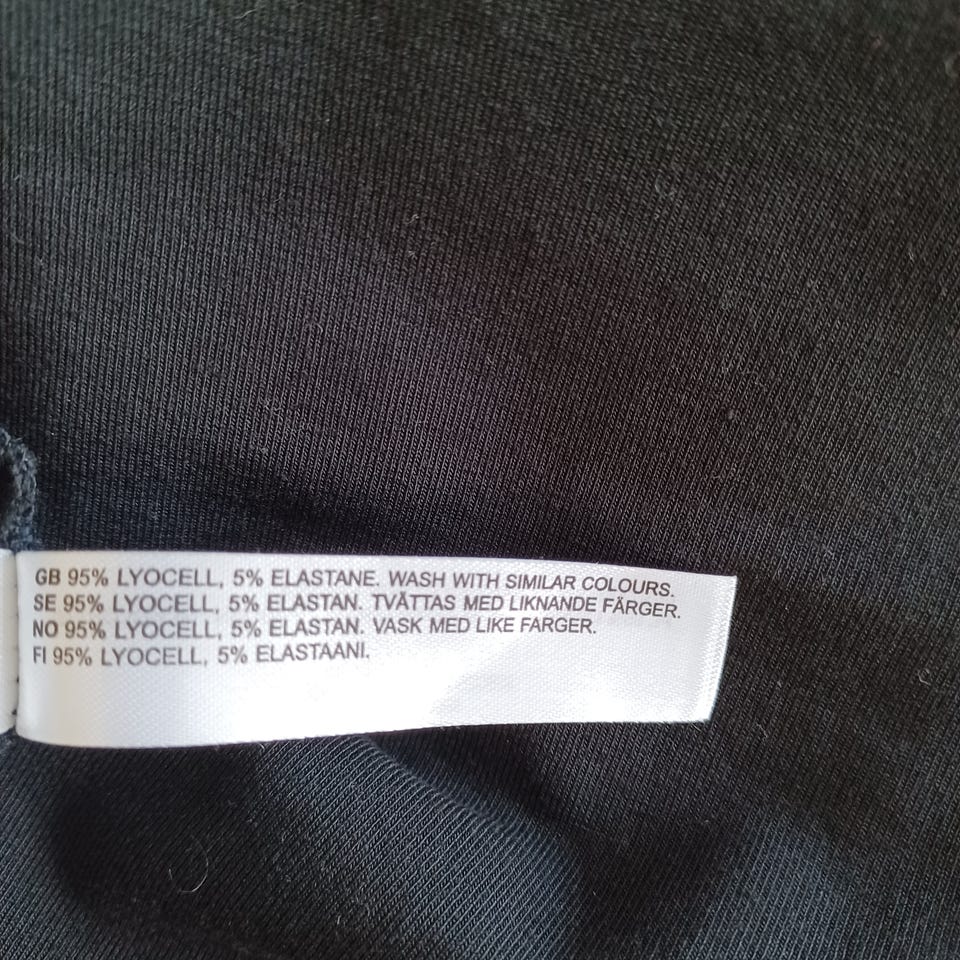 GB 95% LYOCELL, 5% ELASTANE. WASH WITH SIMILAR COLOURS.
SE 95% LYOCELL, 5% ELASTAN. TVÄTTAS MED LIKNANDE FÄRGER.
NO 95% LYOCELL, 5% ELASTAN. VASK MED LIKE FARGER.
FI 95% LYOCELL, 5% ELASTAANI.